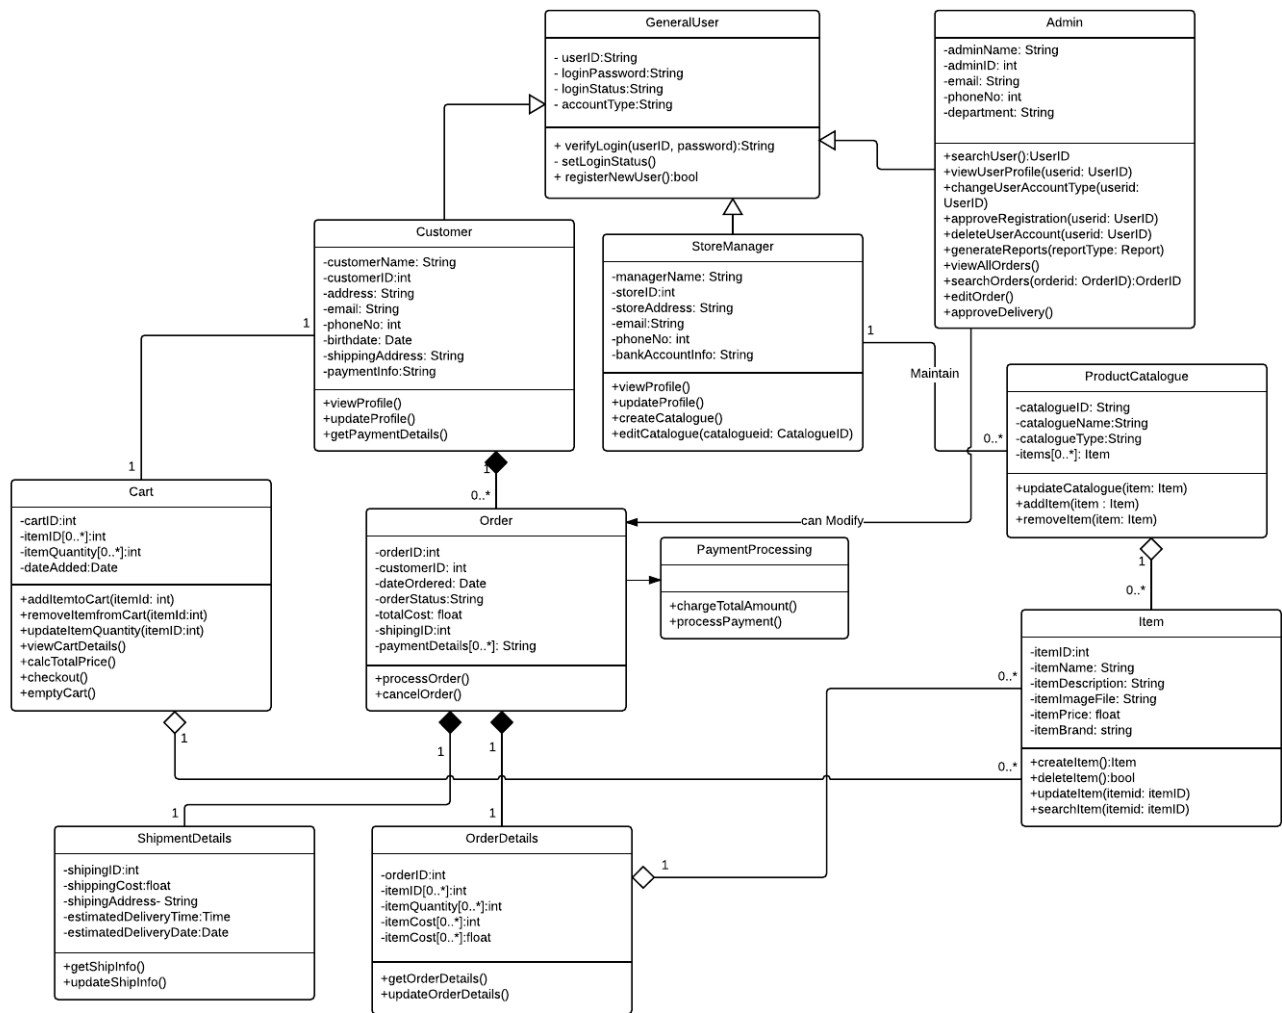 GeneralUser
- userID:String
- loginPassword:String
- loginStatus:String
- accountType:String
+ verifyLogin(userID, password):String
- setLoginStatus()
+ registerNewUser():bool
Admin
-adminName: String
-adminID: int
-email: String
-phoneNo: int
-department: String
+searchUser():UserID
+viewUserProfile(userid: UserID)
+changeUserAccountType(userid:
UserID)
+approveRegistration(userid: UserID)
+deleteUserAccount(userid: UserID)
+generateReports(reportType: Report)
+viewAllOrders()
+searchOrders(orderid: OrderID):OrderID
+editOrder()
+approveDelivery()
Customer
-customerName: String
-customerID:int
-address: String
-email: String
-phoneNo: int
-birthdate: Date
-shippingAddress: String
-paymentInfo:String
+viewProfile()
+updateProfile()
+getPaymentDetails()
StoreManager
-managerName: String
-storeID:int
-storeAddress: String
-email:String
-phoneNo: int
-bankAccountInfo: String
+viewProfile()
+updateProfile()
+createCatalogue()
+editCatalogue(catalogueid: CatalogueID)
1
1
1
Maintain
0..*
ProductCatalogue
-catalogueID: String
-catalogueName:String
-catalogueType:String
-items[0..*]: Item
+updateCatalogue(item: Item)
+addItem(item : Item)
+removeItem(item: Item)
1
0..*
Cart
-cartID:int
-itemID[0..*]:int
-itemQuantity[0..*]:int
-dateAdded:Date
+addItemtoCart(itemId: int)
+removeItemfromCart(itemId:int)
+updateItemQuantity(itemID:int)
+viewCartDetails()
+calcTotalPrice()
+checkout()
+emptyCart()
Order
-orderID:int
-customerID: int
-dateOrdered: Date
-orderStatus:String
-totalCost: float
-shipingID:int
-paymentDetails[0..*]: String
+processOrder()
+cancelOrder()
can Modify
PaymentProcessing
+chargeTotalAmount()
+processPayment()
1
0..*
Item
-itemID:int
-itemName: String
-itemDescription: String
-itemImageFile: String
-itemPrice: float
-itemBrand: string
+createItem():Item
+deleteItem():bool
+updateItem(itemid: itemID)
+searchItem(itemid: itemID)
0..*
0..*
1
1
1
1
1
1
ShipmentDetails
-shipingID:int
-shippingCost:float
-shipingAddress- String
-estimatedDeliveryTime:Time
-estimatedDeliveryDate:Date
+getShipInfo()
+updateShipInfo()
OrderDetails
-orderID:int
-itemID[0..*]:int
-itemQuantity[0..*]:int
-itemCost[0..*]:int
-itemCost[0..*]:float
+getOrderDetails()
+updateOrderDetails()